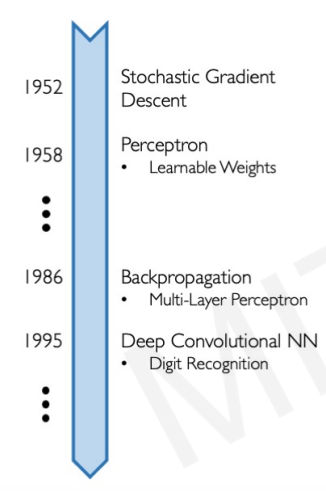 1952
Stochastic Gradient
Descent
1958
Perceptron
• Learnable Weights
1986
Backpropagation
• Multi-Layer Perceptron
1995
Deep Convolutional NN
• Digit Recognition